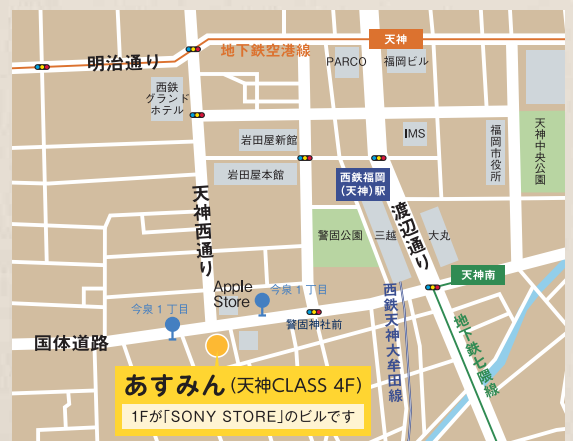 天神
地下鉄空港線
明治通り
PARCO
福岡ビル
西鉄
グランド
ホテル
IMS
福岡市役所
天神中央公園
岩田屋新館
岩田屋本館
西鉄福岡
(天神)駅
天神西通り
渡辺通り
警固公園
三越
大丸
天神南
Apple
Store
今泉1丁目
今泉1丁目
警固神社前
国体道路
西鉄天神大牟田線
地下鉄七隈線
あすみん(天神CLASS 4F)
1Fが「SONY STORE」のビルです